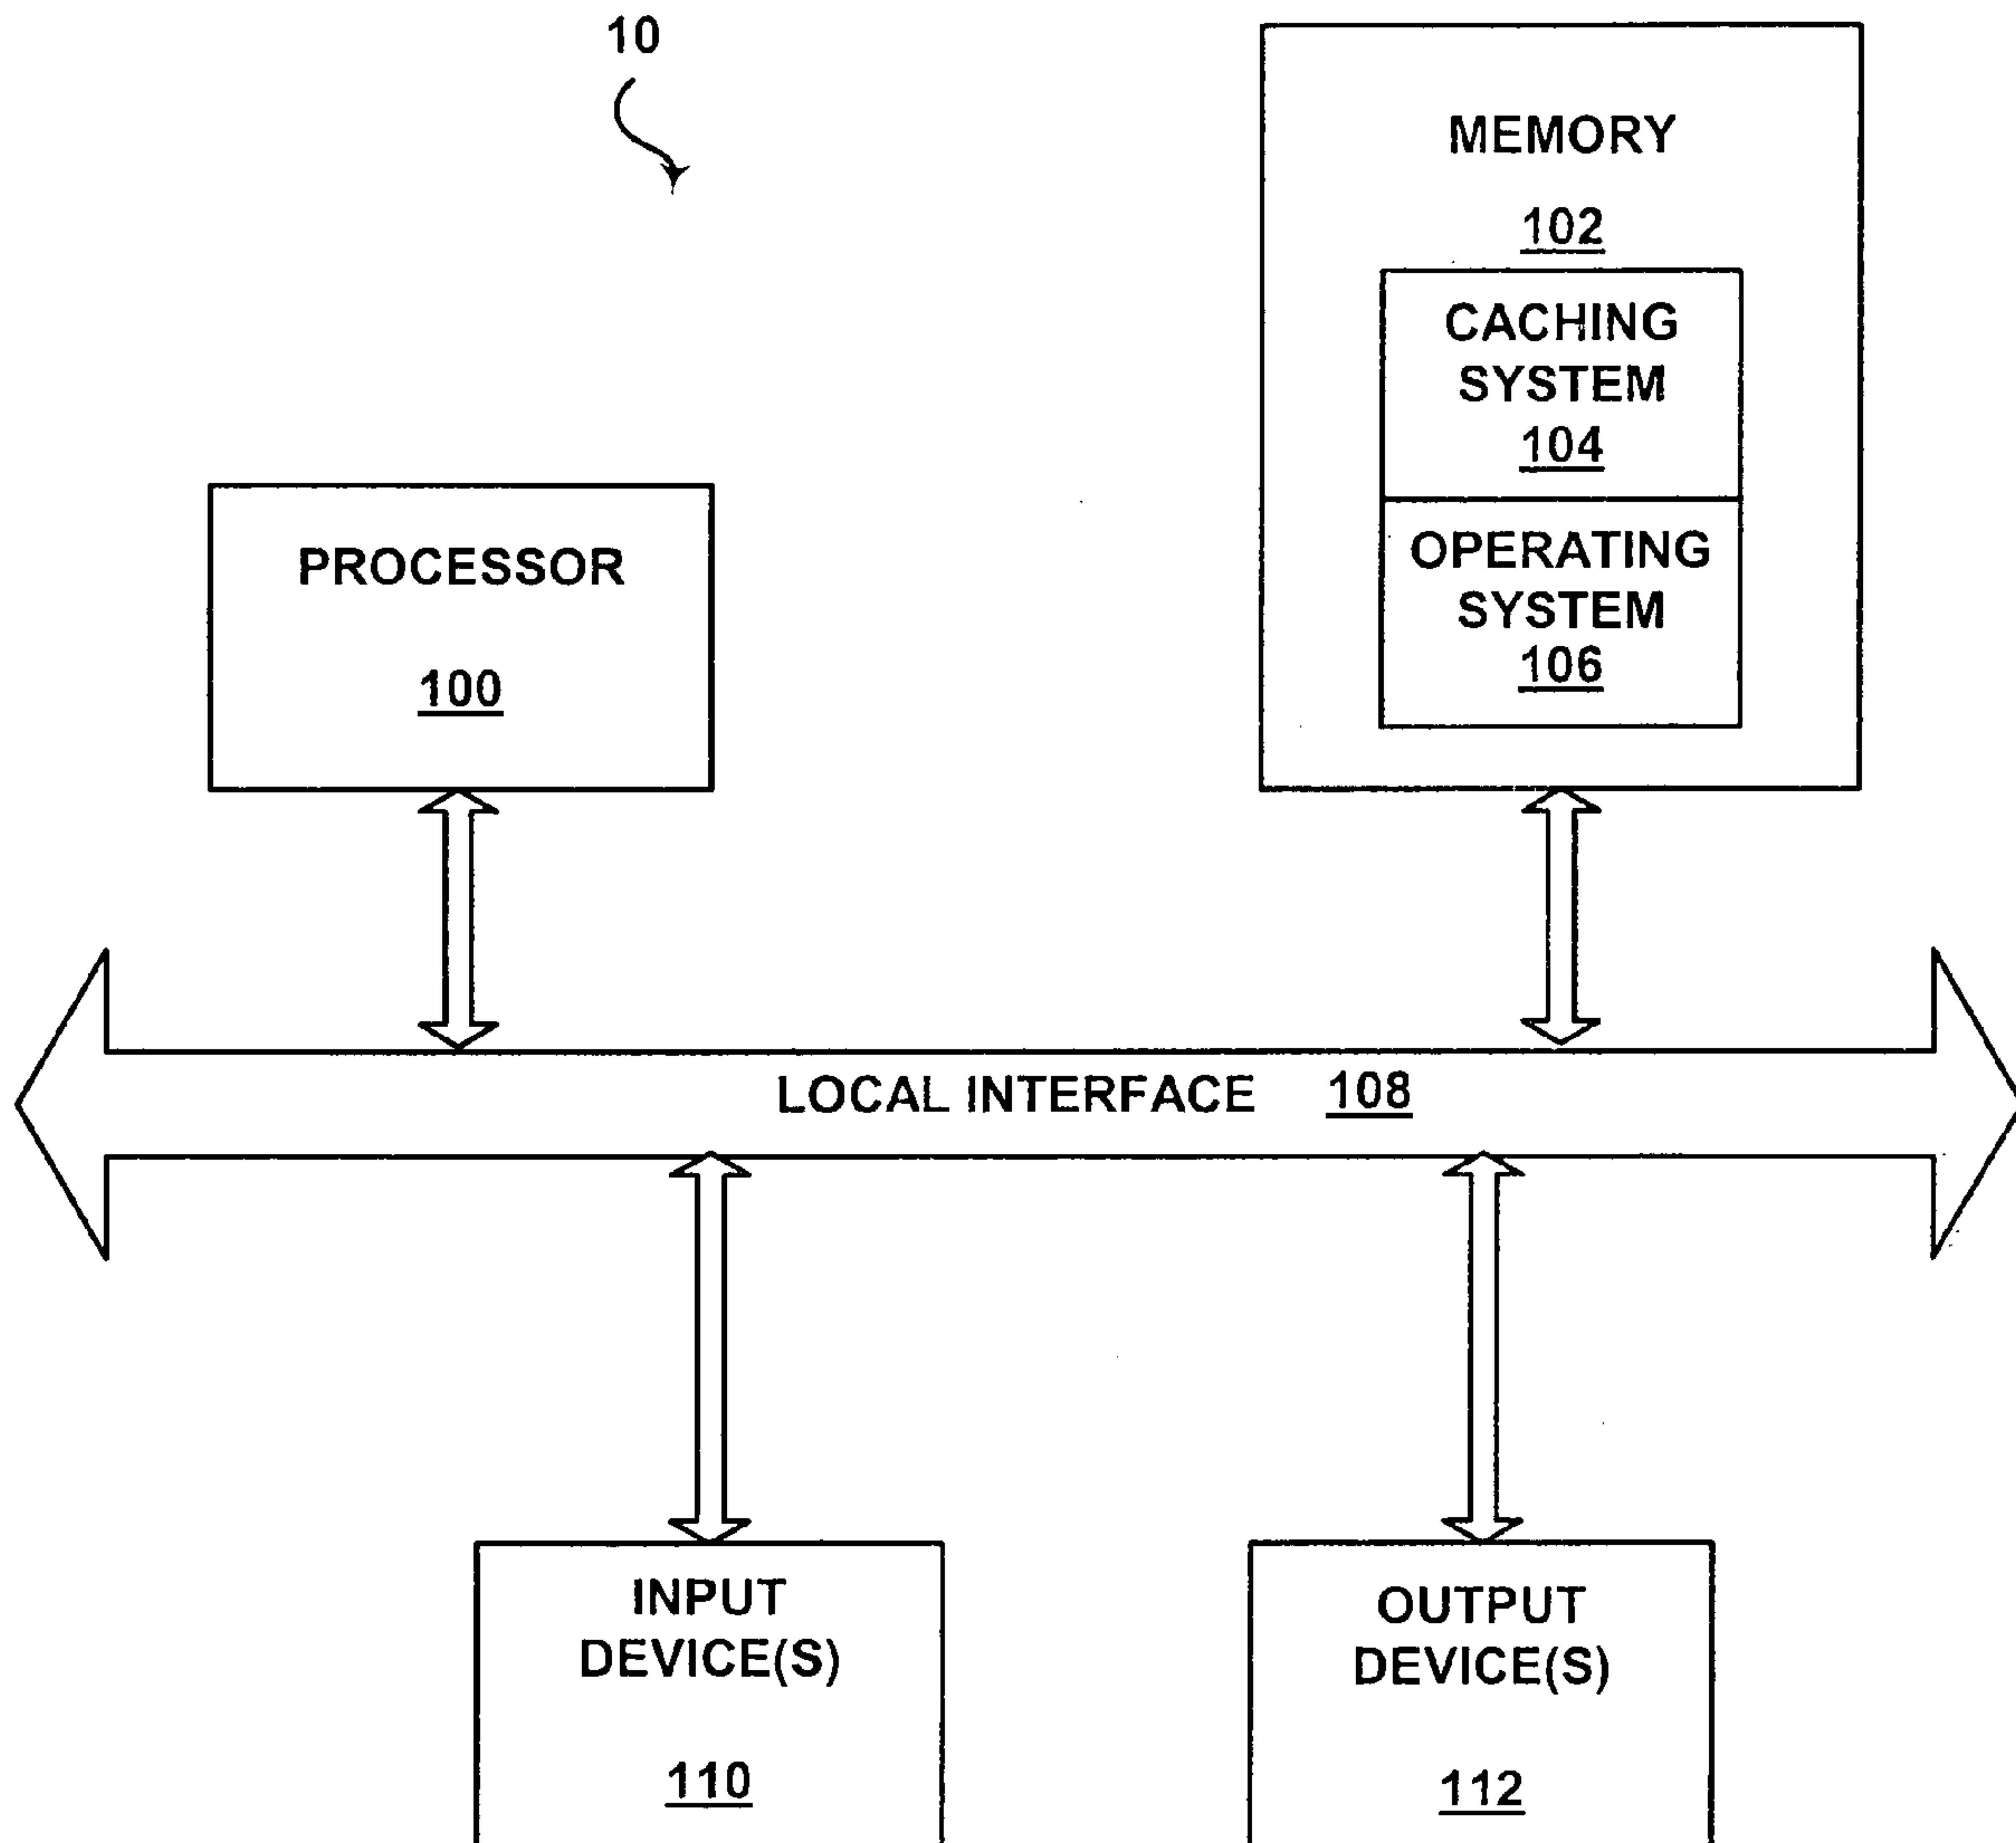 10
MEMORY
102
CACHING
SYSTEM
104
OPERATING
SYSTEM
106
PROCESSOR
100
LOCAL INTERFACE 108
INPUT
DEVICE(S)
110
OUTPUT
DEVICE(S)
112